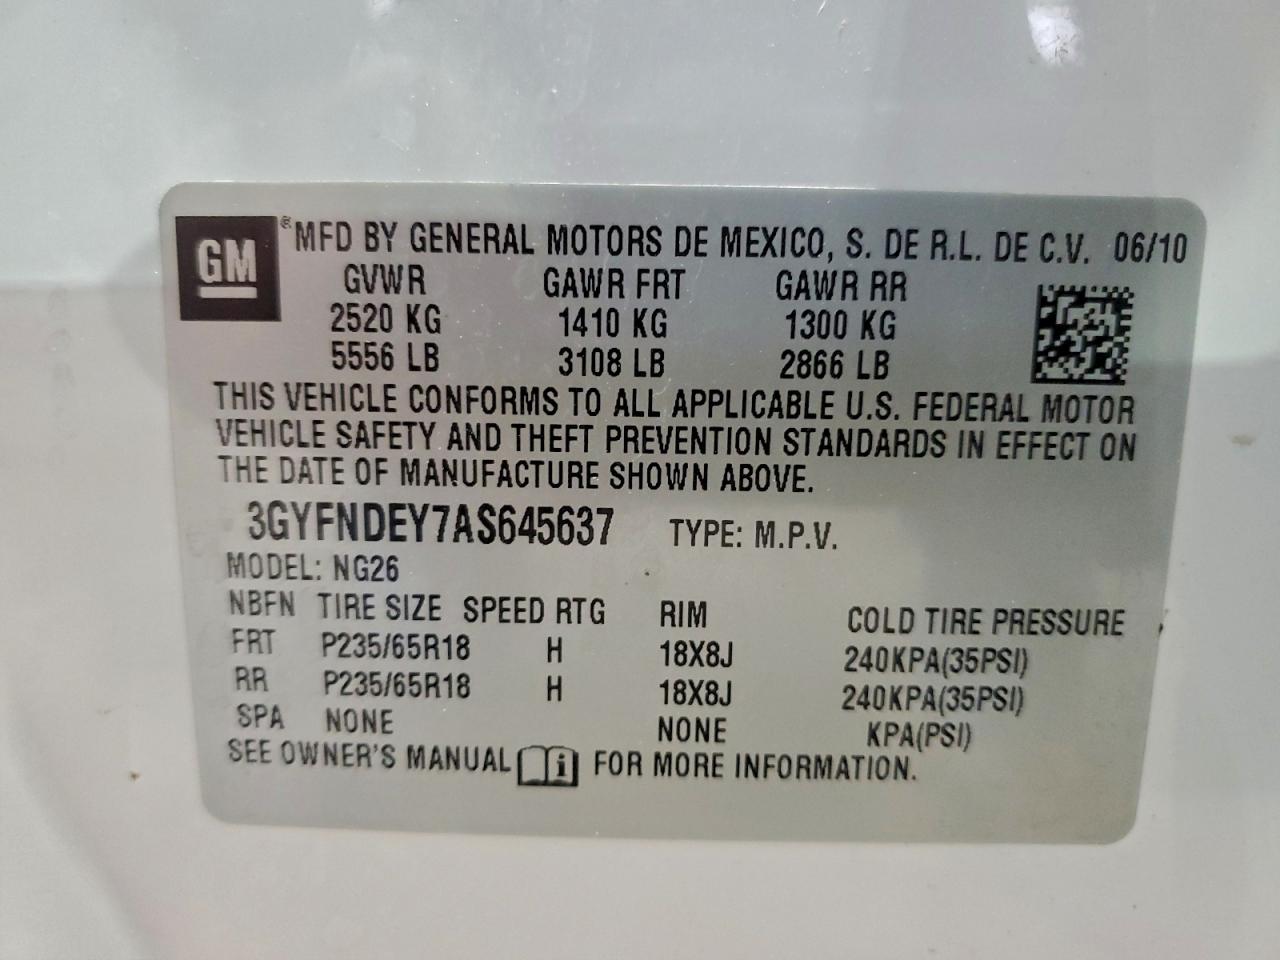 GM ® MFD BY GENERAL MOTORS DE MEXICO, S. DE R.L. DE C.V. 06/10
GVWR GAWR FRT GAWR RR
2520 KG 1410 KG 1300 KG
5556 LB 3108 LB 2866 LB
THIS VEHICLE CONFORMS TO ALL APPLICABLE U.S. FEDERAL MOTOR
VEHICLE SAFETY AND THEFT PREVENTION STANDARDS IN EFFECT ON
THE DATE OF MANUFACTURE SHOWN ABOVE.
3GYFNDEY7AS645637 TYPE: M.P.V.
MODEL: NG26
NBFN TIRE SIZE SPEED RTG RIM COLD TIRE PRESSURE
FRT P235/65R18 H 18X8J 240KPA(35PSI)
RR P235/65R18 H 18X8J 240KPA(35PSI)
SPA NONE NONE KPA(PSI)
SEE OWNER'S MANUAL i FOR MORE INFORMATION.